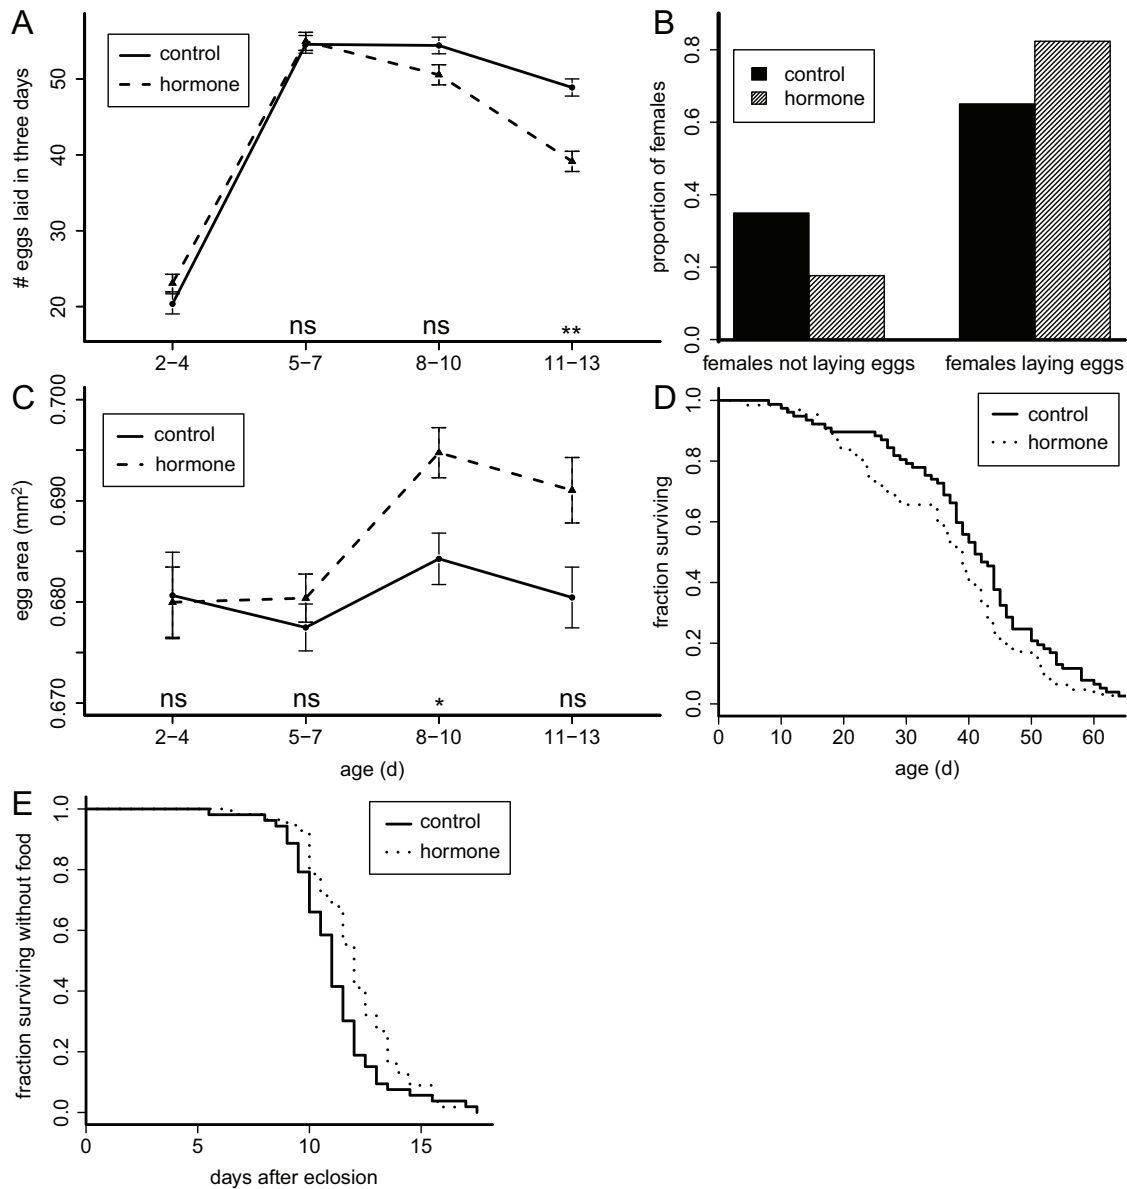 A
control
hormone
# eggs laid in three days
50
40
30
20
ns
ns
**
2−4
5−7
8−10
11−13
B
control
hormone
proportion of females
0.8
0.6
0.4
0.2
0.0
females not laying eggs
females laying eggs
C
control
hormone
egg area (mm²)
0.700
0.690
0.680
0.670
ns
ns
*
ns
2−4
5−7
8−10
11−13
age (d)
D
control
hormone
fraction surviving
1.0
0.8
0.6
0.4
0.2
0.0
0
10
20
30
40
50
60
age (d)
E
control
hormone
fraction surviving without food
1.0
0.8
0.6
0.4
0.2
0.0
0
5
10
15
days after eclosion